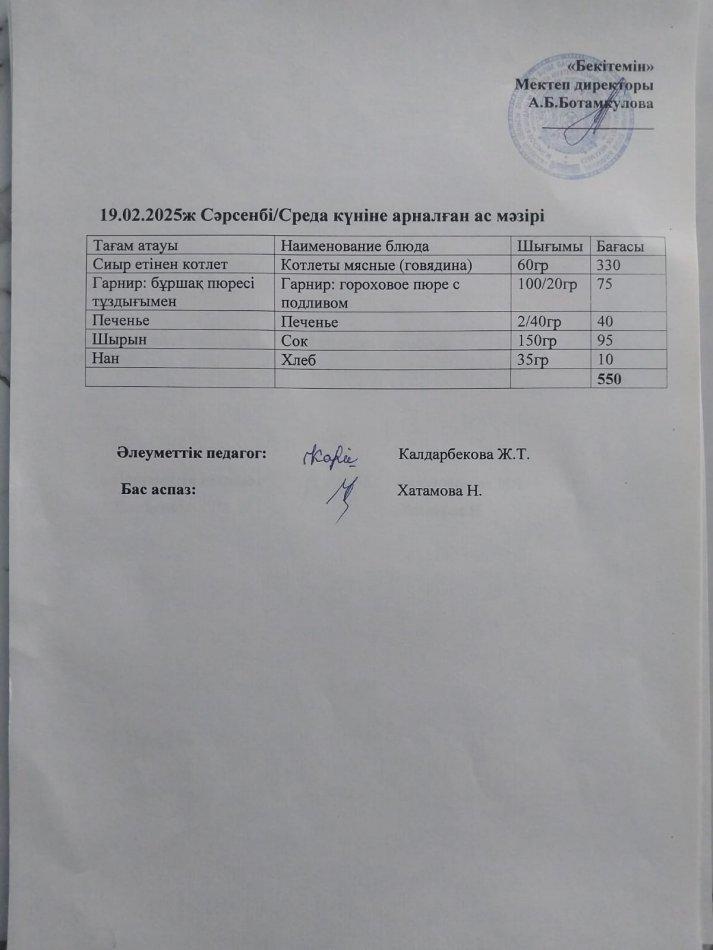 «Бекітемін»
Мектеп директоры
А.Б.Ботамкулова
19.02.2025ж Сәрсенбі/Среда күніне арналған ас мәзірі
Тағам атауы Наименование блюда Шығымы Бағасы
Сиыр етінен котлет Котлеты мясные (говядина) 60гр 330
Гарнир: бұршақ пюресі Гарнир: гороховое пюре с 100/20гр 75
тұздығымен подливом
Печенье Печенье 2/40гр 40
Шырын Сок 150гр 95
Нан Хлеб 35гр 10
550
Әлеуметтік педагог: Калдарбекова Ж.Т.
Бас аспаз: Хатамова Н.